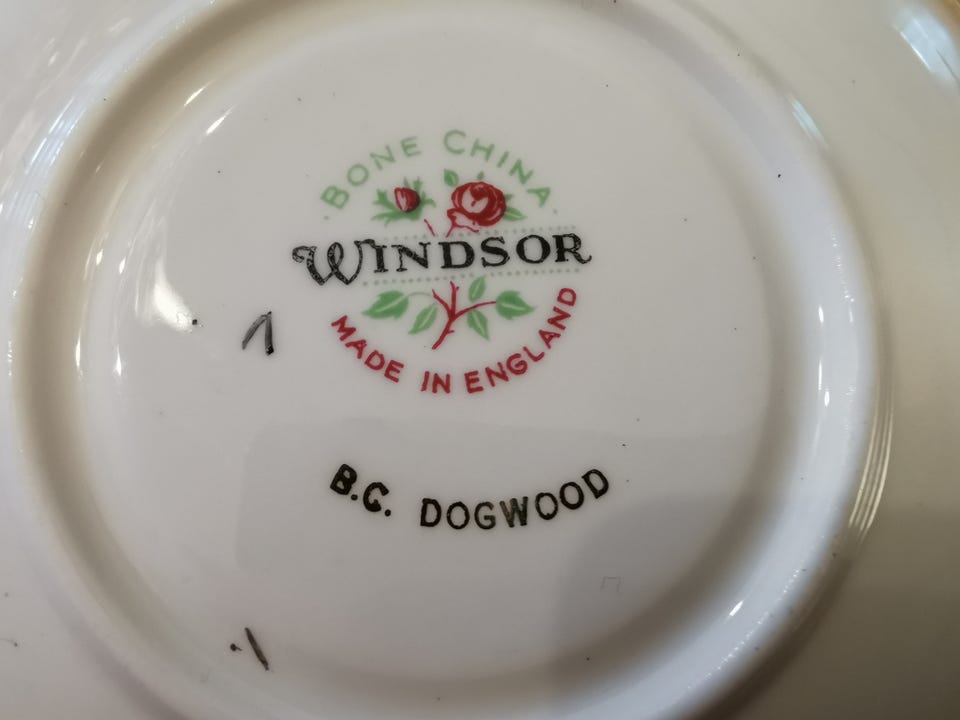 BONE CHINA
WINDSOR
MADE IN ENGLAND
B.C. DOGWOOD